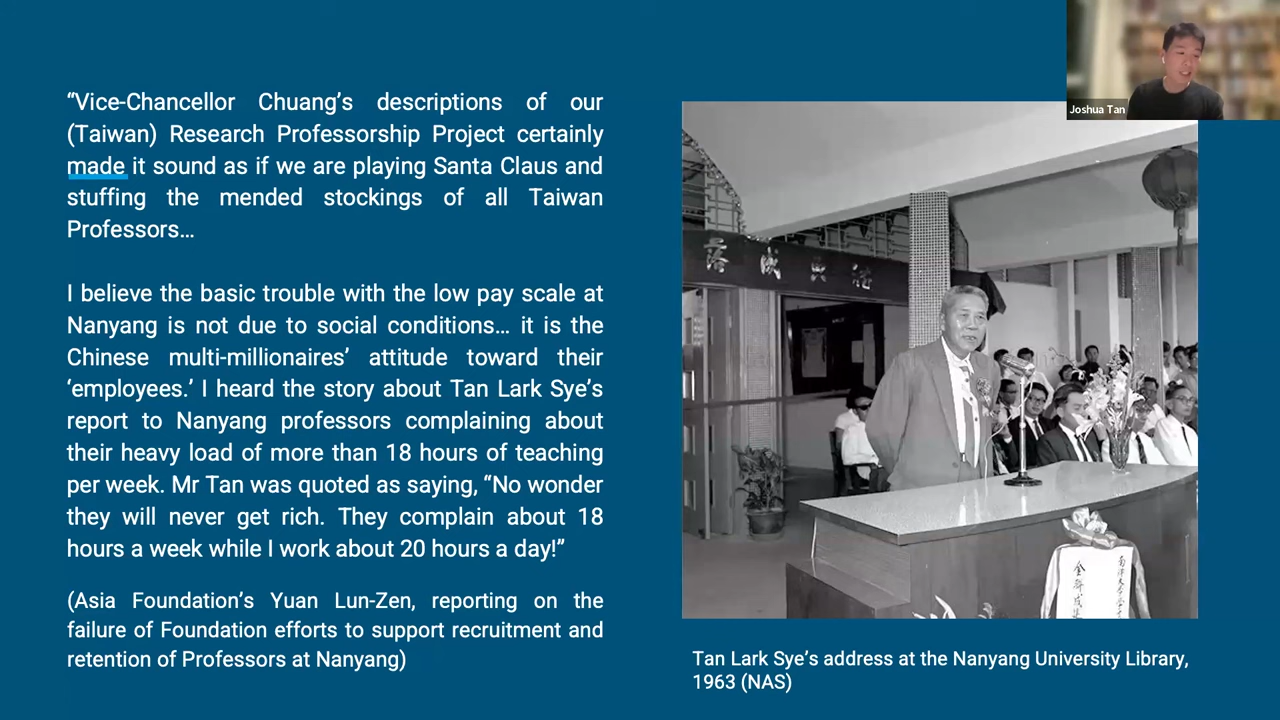 Joshua Tan
“Vice-Chancellor Chuang’s descriptions of our
(Taiwan) Research Professorship Project certainly
made it sound as if we are playing Santa Claus and
stuffing the mended stockings of all Taiwan
Professors…
I believe the basic trouble with the low pay scale at
Nanyang is not due to social conditions… it is the
Chinese multi-millionaires’ attitude toward their
‘employees.’ I heard the story about Tan Lark Sye’s
report to Nanyang professors complaining about
their heavy load of more than 18 hours of teaching
per week. Mr Tan was quoted as saying, “No wonder
they will never get rich. They complain about 18
hours a week while I work about 20 hours a day!”
(Asia Foundation’s Yuan Lun-Zen, reporting on the
failure of Foundation efforts to support recruitment and
retention of Professors at Nanyang)
Tan Lark Sye’s address at the Nanyang University Library,
1963 (NAS)